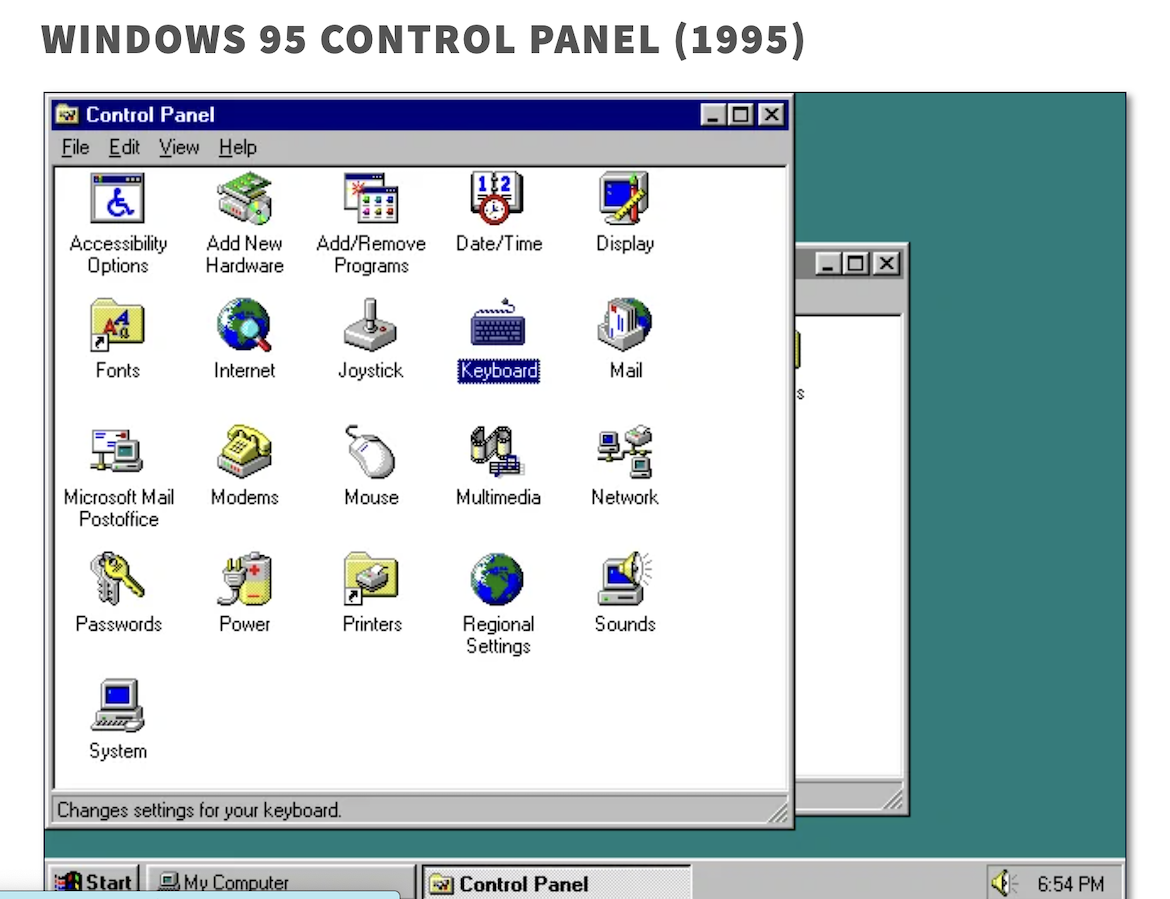 WINDOWS 95 CONTROL PANEL (1995)
Control Panel
File Edit View Help
Accessibility Options
Add New Hardware
Add/Remove Programs
Date/Time
Display
Fonts
Internet
Joystick
Keyboard
Mail
Microsoft Mail Postoffice
Modems
Mouse
Multimedia
Network
Passwords
Power
Printers
Regional Settings
Sounds
System
s
Changes settings for your keyboard.
Start
My Computer
Control Panel
6:54 PM